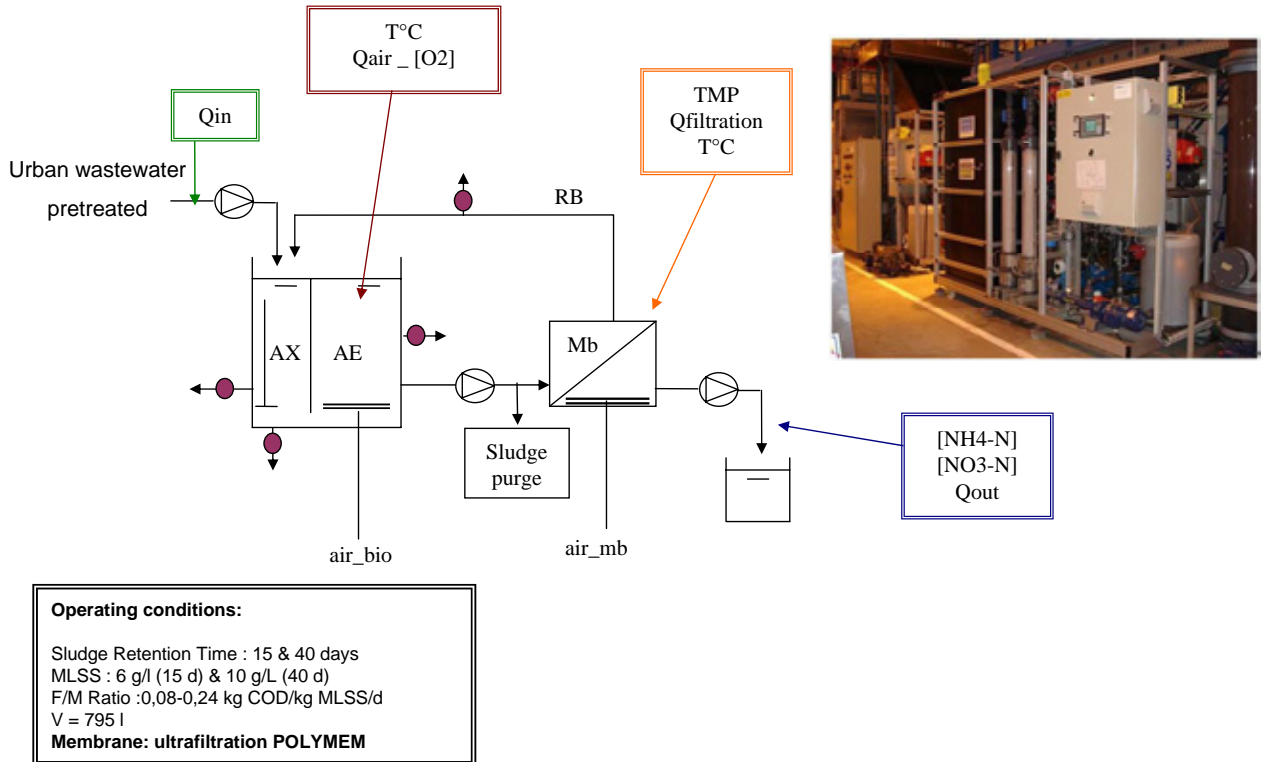 T°C
Qair _ [O2]
TMP
Qfiltration
T°C
Qin
Urban wastewater
pretreated
RB
AX
AE
Mb
Sludge
purge
[NH4-N]
[NO3-N]
Qout
air_bio
air_mb
Operating conditions:
Sludge Retention Time : 15 & 40 days
MLSS : 6 g/l (15 d) & 10 g/L (40 d)
F/M Ratio :0,08-0,24 kg COD/kg MLSS/d
V = 795 l
Membrane: ultrafiltration POLYMEM